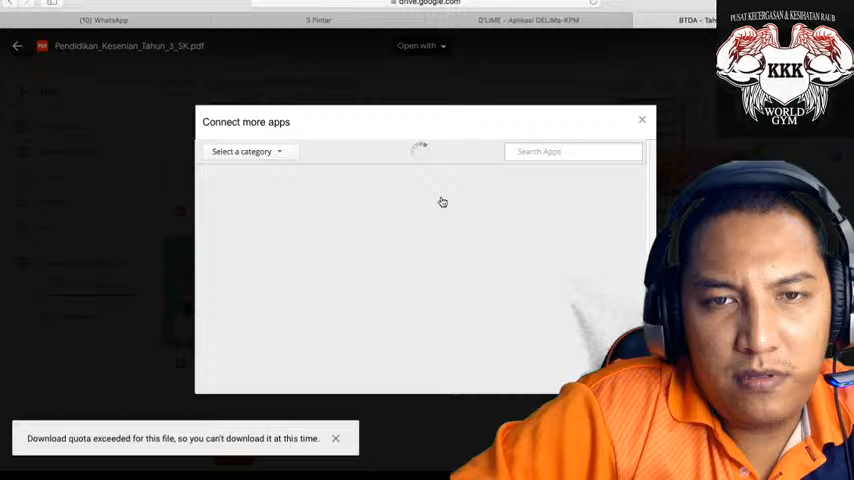 drive.google.com
(10) WhatsApp
3 Pintar
D'LIME - Aplikasi DELIMa-KPM
BTDA - Tah
Pendidikan_Kesenian_Tahun_3_SK.pdf
Open with
PUSAT KECERGASAN & KESIHATAN RAUB
KKK
WORLD
GYM
Connect more apps
Select a category
Search Apps
Download quota exceeded for this file, so you can't download it at this time.